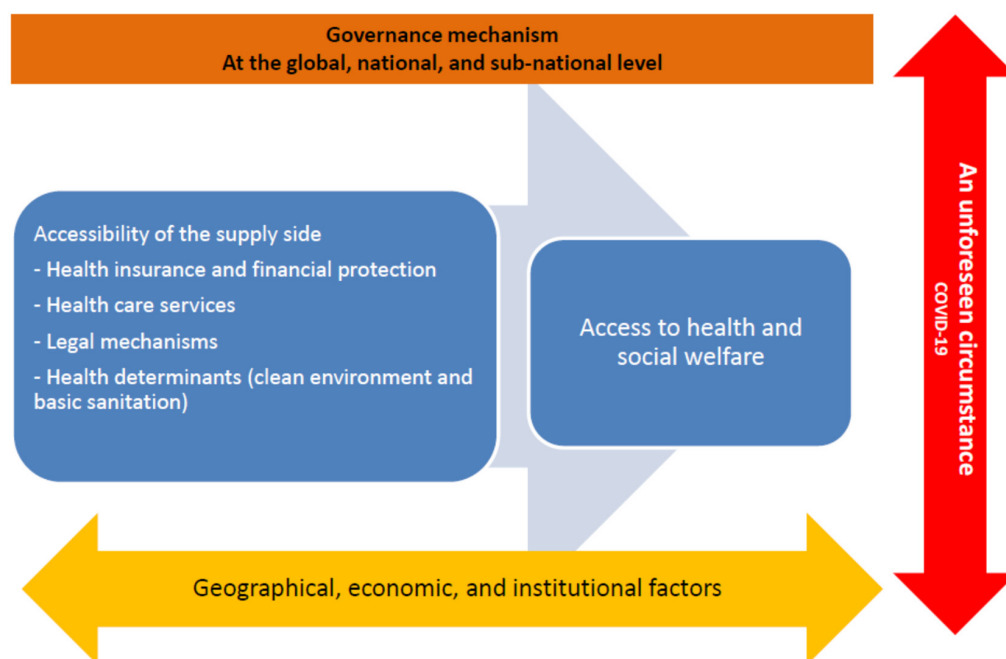 Governance mechanism
At the global, national, and sub-national level
Accessibility of the supply side
- Health insurance and financial protection
- Health care services
- Legal mechanisms
- Health determinants (clean environment and
basic sanitation)
Access to health and
social welfare
Geographical, economic, and institutional factors
An unforeseen circumstance
COVID-19